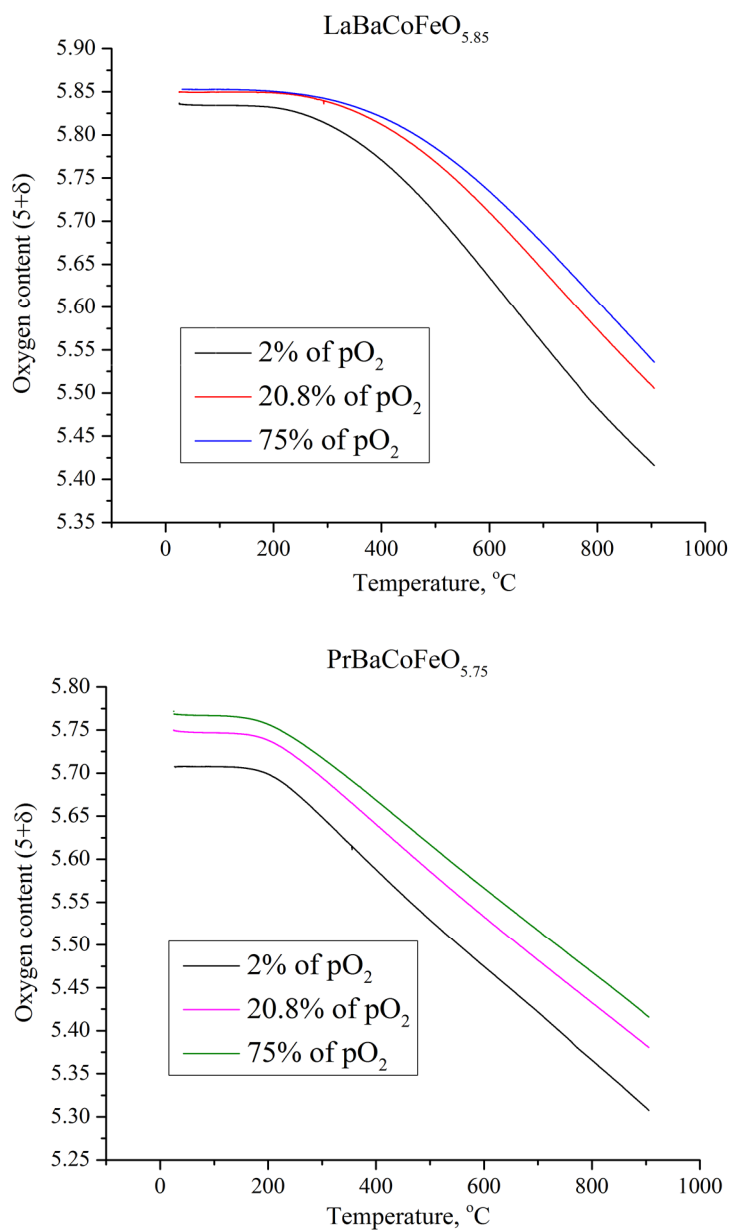 LaBaCoFeO₅.₈₅
5.90
5.85
5.80
5.75
5.70
5.65
5.60
5.55
5.50
5.45
5.40
5.35
Oxygen content (5+δ)
2% of pO₂
20.8% of pO₂
75% of pO₂
0 200 400 600 800 1000
Temperature, °C
PrBaCoFeO₅.₇₅
5.80
5.75
5.70
5.65
5.60
5.55
5.50
5.45
5.40
5.35
5.30
5.25
Oxygen content (5+δ)
2% of pO₂
20.8% of pO₂
75% of pO₂
0 200 400 600 800 1000
Temperature, °C